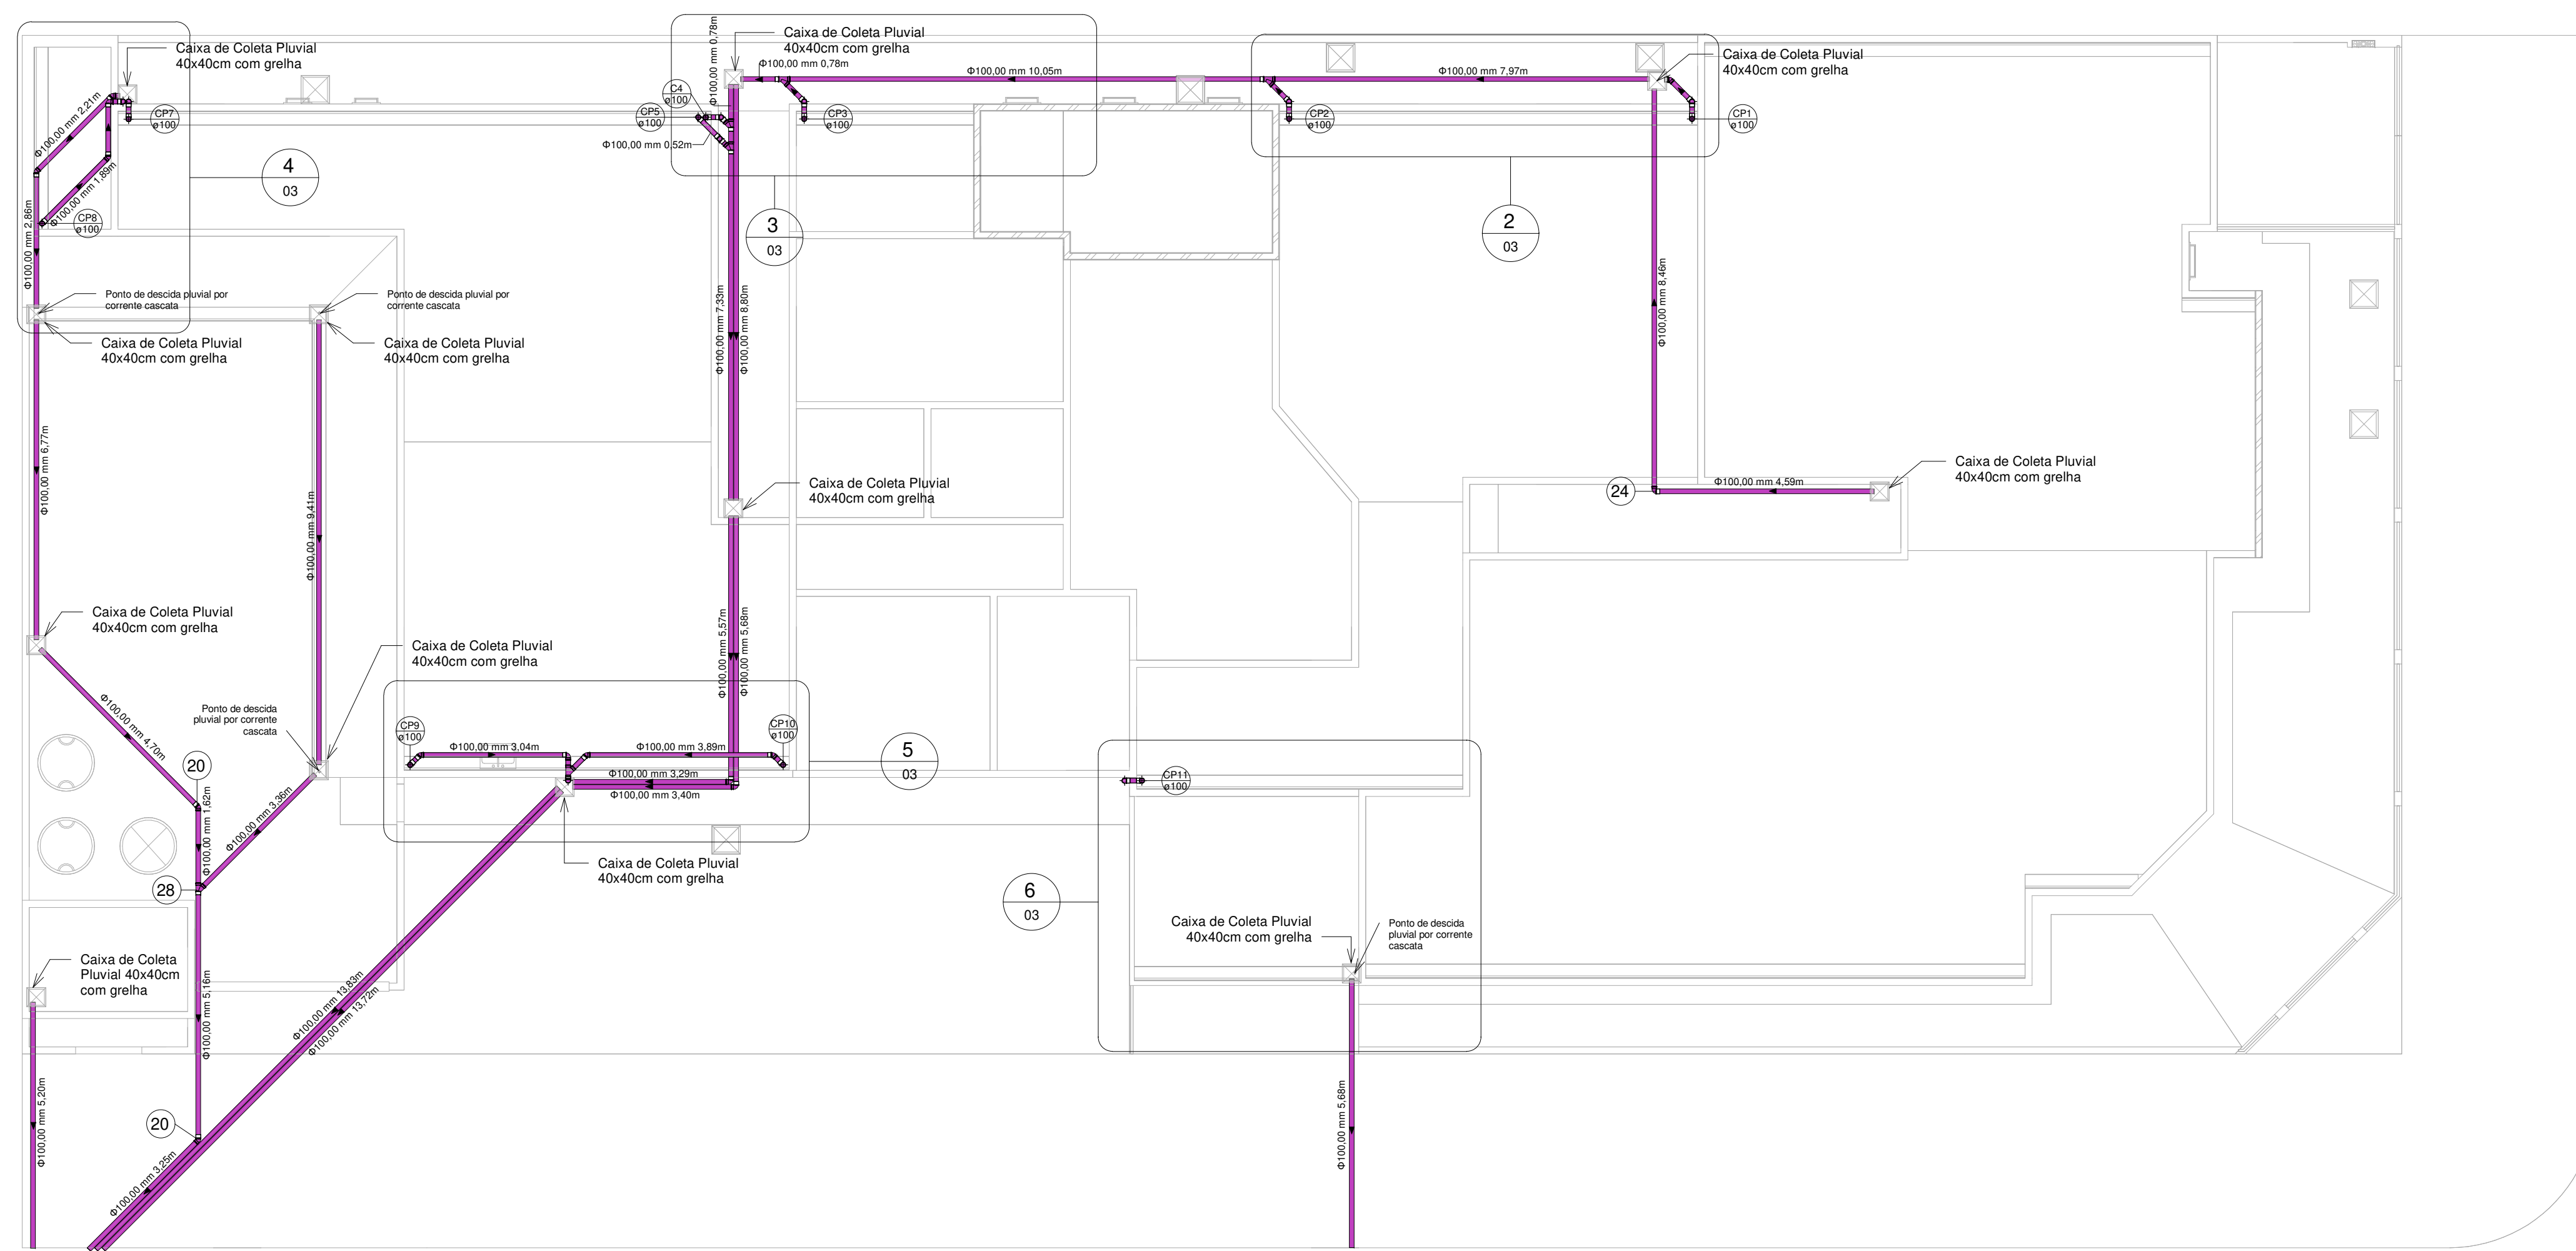 Caixa de Coleta Pluvial
40x40cm com grelha
Φ100,00 mm 2,21m
CP7
ø100
Φ100,00 mm 1,89m
CP8
ø100
Φ100,00 mm 2,86m
4
03
Ponto de descida pluvial por
corrente cascata
Caixa de Coleta Pluvial
40x40cm com grelha
Ponto de descida pluvial por
corrente cascata
Caixa de Coleta Pluvial
40x40cm com grelha
Φ100,00 mm 0,78m
Caixa de Coleta Pluvial
40x40cm com grelha
Φ100,00 mm 0,78m
Φ100,00 mm 10,05m
Φ100,00 mm 7,97m
Caixa de Coleta Pluvial
40x40cm com grelha
C4
ø100
CP5
ø100
Φ100,00 mm 0,52m
CP3
ø100
CP2
ø100
CP1
ø100
3
03
2
03
Φ100,00 mm 7,33m
Φ100,00 mm 8,80m
Φ100,00 mm 8,46m
Φ100,00 mm 6,77m
Φ100,00 mm 9,41m
Caixa de Coleta Pluvial
40x40cm com grelha
24
Φ100,00 mm 4,59m
Caixa de Coleta Pluvial
40x40cm com grelha
Caixa de Coleta Pluvial
40x40cm com grelha
Caixa de Coleta Pluvial
40x40cm com grelha
Φ100,00 mm 5,57m
Φ100,00 mm 5,68m
Φ100,00 mm 4,70m
Ponto de descida
pluvial por corrente
cascata
CP9
ø100
Φ100,00 mm 3,04m
Φ100,00 mm 3,89m
CP10
ø100
Φ100,00 mm 3,29m
Φ100,00 mm 3,40m
5
03
CP11
ø100
20
Φ100,00 mm 1,62m
Φ100,00 mm 3,36m
28
Caixa de Coleta Pluvial
40x40cm com grelha
6
03
Caixa de Coleta Pluvial
40x40cm com grelha
Ponto de descida
pluvial por corrente
cascata
Caixa de Coleta
Pluvial 40x40cm
com grelha
Φ100,00 mm 5,16m
Φ100,00 mm 13,83m
Φ100,00 mm 13,72m
Φ100,00 mm 5,20m
20
Φ100,00 mm 3,25m
Φ100,00 mm 5,68m